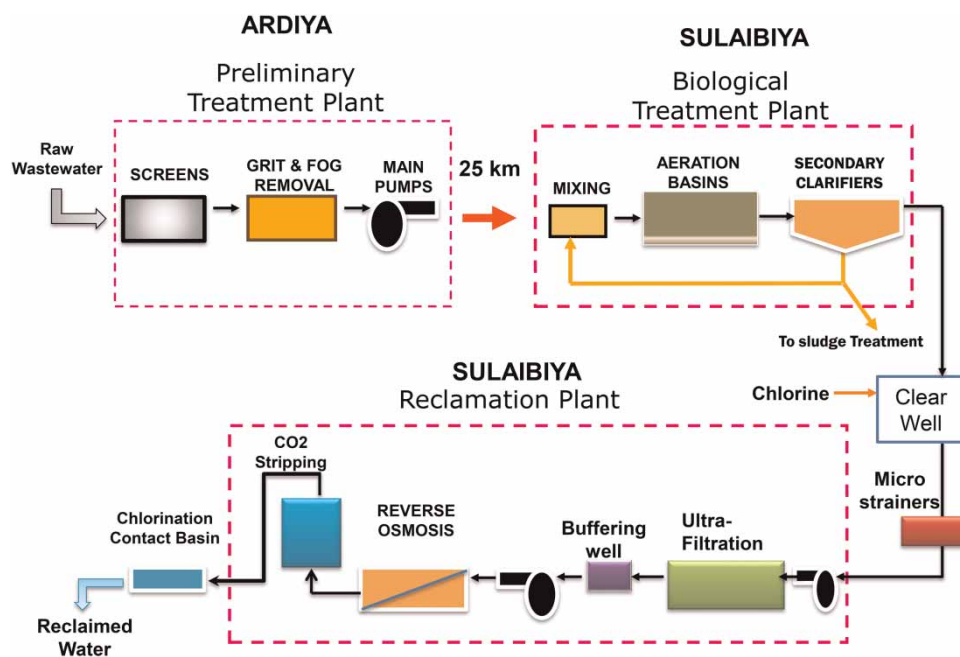 ARDIYA
Preliminary
Treatment Plant
SULAIBIYA
Biological
Treatment Plant
Raw
Wastewater
SCREENS
GRIT & FOG
REMOVAL
MAIN
PUMPS
25 km
MIXING
AERATION
BASINS
SECONDARY
CLARIFIERS
To sludge Treatment
SULAIBIYA
Reclamation Plant
Chlorine
Clear
Well
CO2
Stripping
Micro
strainers
Chlorination
Contact Basin
REVERSE
OSMOSIS
Buffering
well
Ultra-
Filtration
Reclaimed
Water